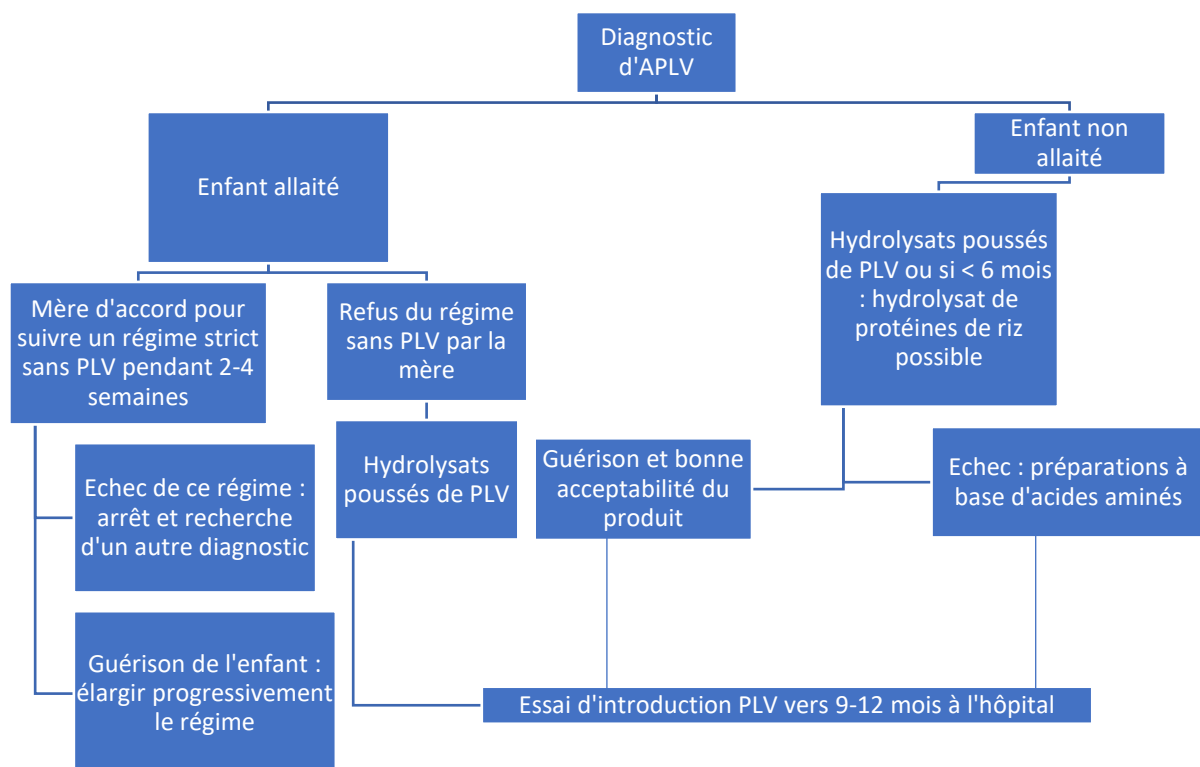 Diagnostic
d'APLV
Enfant allaité
Enfant non
allaité
Mère d'accord pour
suivre un régime strict
sans PLV pendant 2-4
semaines
Refus du régime
sans PLV par la
mère
Hydrolysats poussés
de PLV ou si < 6 mois
: hydrolysat de
protéines de riz
possible
Echec de ce régime :
arrêt et recherche
d'un autre diagnostic
Hydrolysats
poussés de PLV
Guérison et bonne
acceptabilité du
produit
Echec : préparations à
base d'acides aminés
Guérison de l'enfant :
élargir progressivement
le régime
Essai d'introduction PLV vers 9-12 mois à l'hôpital